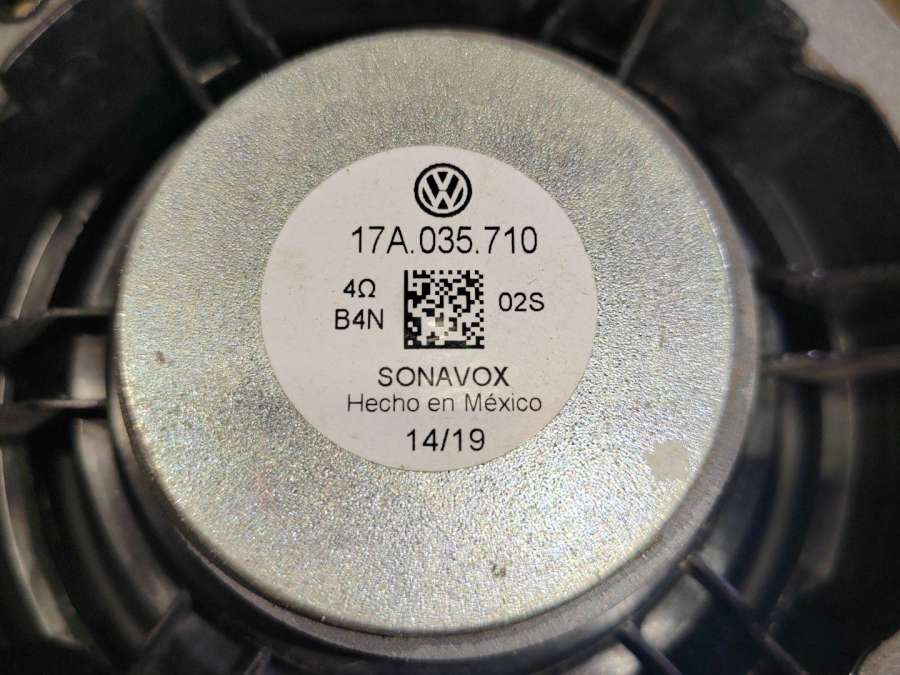 17A.035.710
4Ω
B4N
02S
SONAVOX
Hecho en México
14/19